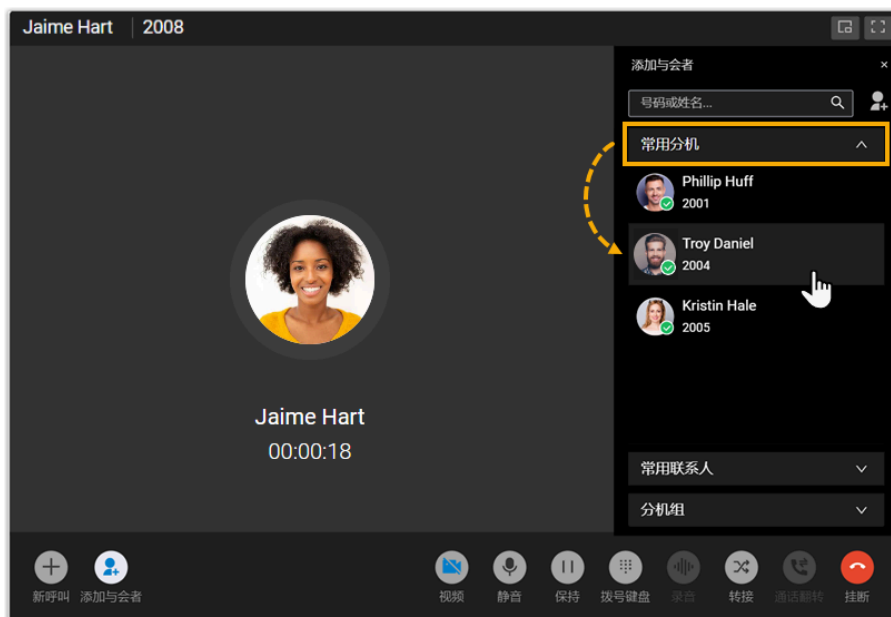 Jaime Hart 2008
添加与会者 ×
号码或姓名...
常用分机
Phillip Huff
2001
Troy Daniel
2004
Kristin Hale
2005
Jaime Hart
00:00:18
常用联系人
分机组
新呼叫 添加与会者 视频 静音 保持 拨号键盘 录音 转接 通话翻转 挂断